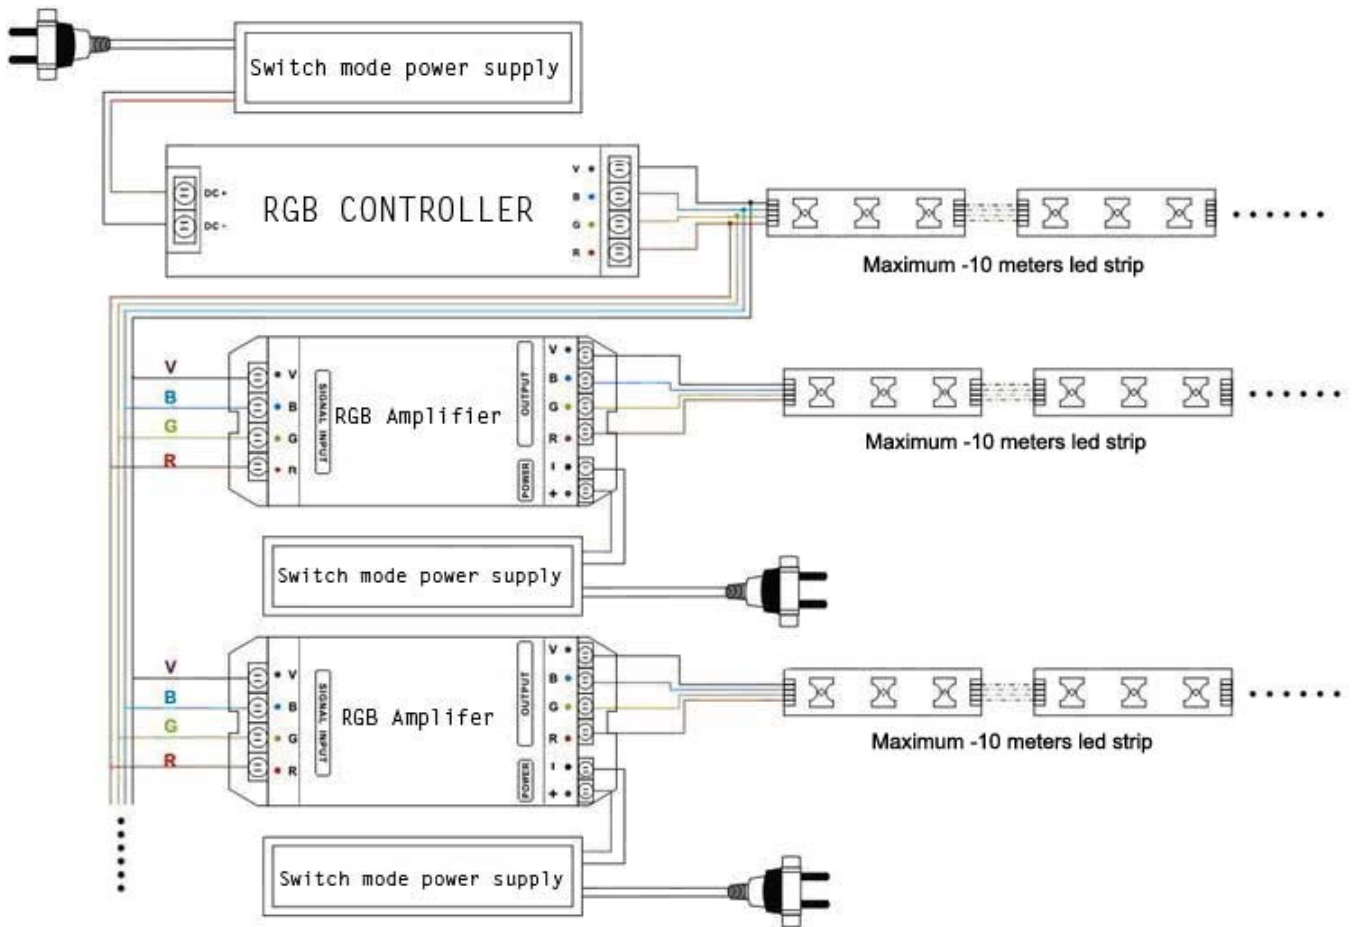 Switch mode power supply
DC +
DC -
RGB CONTROLLER
V
B
G
R
Maximum -10 meters led strip
V
B
G
R
V
B
G
R
SIGNAL INPUT
RGB Amplifier
OUTPUT
POWER
V
B
G
R
I
+
Maximum -10 meters led strip
Switch mode power supply
V
B
G
R
V
B
G
R
SIGNAL INPUT
RGB Amplifer
OUTPUT
POWER
V
B
G
R
I
+
Maximum -10 meters led strip
Switch mode power supply